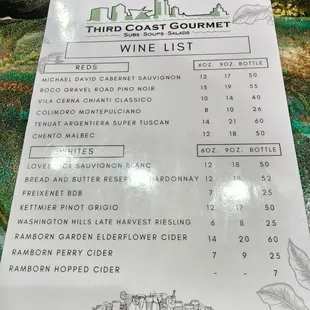 THIRD COAST GOURMET
SUBS·SOUPS·SALADS
WINE LIST
REDS 6OZ. 9OZ. BOTTLE
MICHAEL DAVID CABERNET SAUVIGNON 12 17 50
ROCO GRAVEL ROAD PINOT NOIR 15 19 55
VILA CERNA CHIANTI CLASSICO 10 14 40
COLIMORO MONTEPULCIANO 8 10 26
TENUAT ARGENTIERA SUPER TUSCAN 14 21 60
CHENTO MALBEC 12 17 50
WHITES 6OZ. 9OZ. BOTTLE
SAUVIGNON BLANC 12 18 50
BREAD AND BUTTER RESERVE CHARDONNAY 12 18 50
FREIXENET BDB 7 25
KETTMIER PINOT GRIGIO 12 17 50
WASHINGTON HILLS LATE HARVEST RIESLING 6 8 25
RAMBORN GARDEN ELDERFLOWER CIDER 14 20 60
RAMBORN PERRY CIDER 7 9 25
RAMBORN HOPPED CIDER - - 7